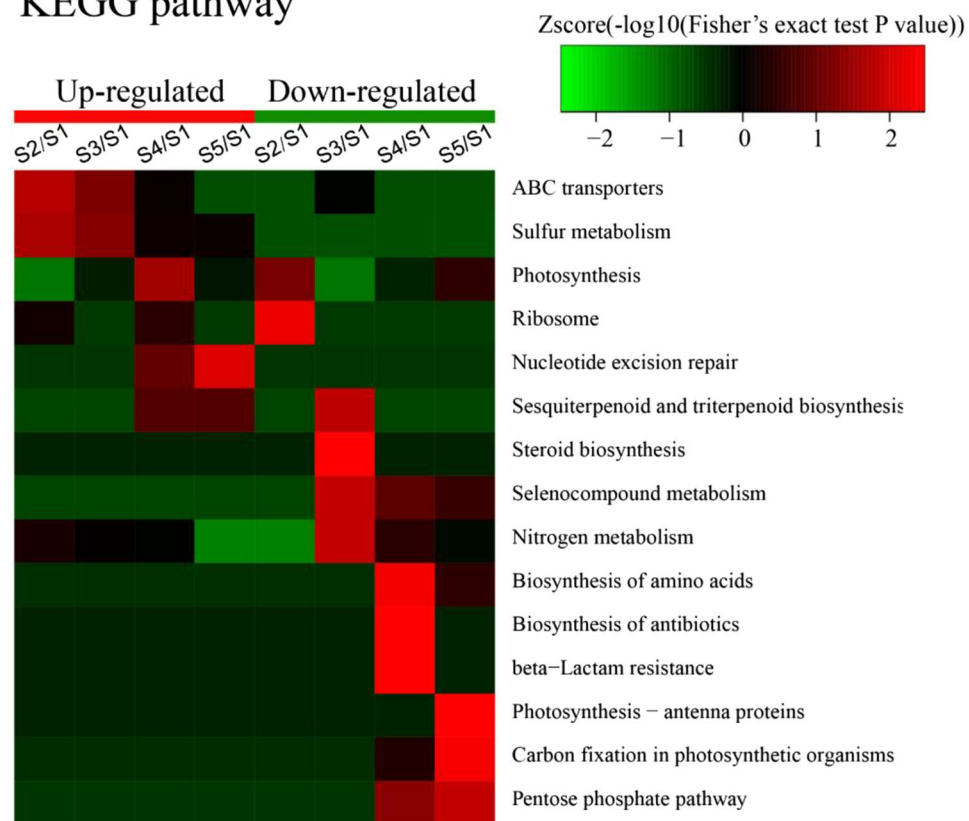 KEGG pathway
Zscore(-log10(Fisher’s exact test P value))
−2 −1 0 1 2
Up-regulated Down-regulated
S2/S1 S3/S1 S4/S1 S5/S1 S2/S1 S3/S1 S4/S1 S5/S1
ABC transporters
Sulfur metabolism
Photosynthesis
Ribosome
Nucleotide excision repair
Sesquiterpenoid and triterpenoid biosynthesis
Steroid biosynthesis
Selenocompound metabolism
Nitrogen metabolism
Biosynthesis of amino acids
Biosynthesis of antibiotics
beta−Lactam resistance
Photosynthesis − antenna proteins
Carbon fixation in photosynthetic organisms
Pentose phosphate pathway